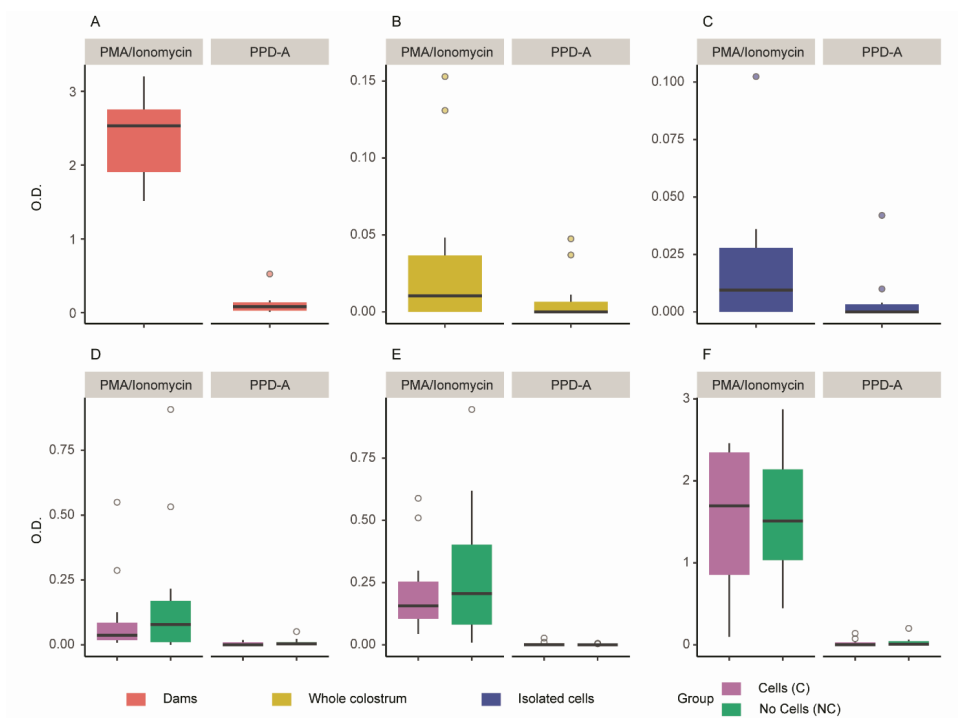 A B C
PMA/Ionomycin PPD-A PMA/Ionomycin PPD-A PMA/Ionomycin PPD-A
O.D.
3
2
1
0
0.15
0.10
0.05
0.00
0.100
0.075
0.050
0.025
0.000
D E F
PMA/Ionomycin PPD-A PMA/Ionomycin PPD-A PMA/Ionomycin PPD-A
O.D.
0.75
0.50
0.25
0.00
0.75
0.50
0.25
0.00
3
2
1
0
Dams Whole colostrum Isolated cells Group
Cells (C)
No Cells (NC)